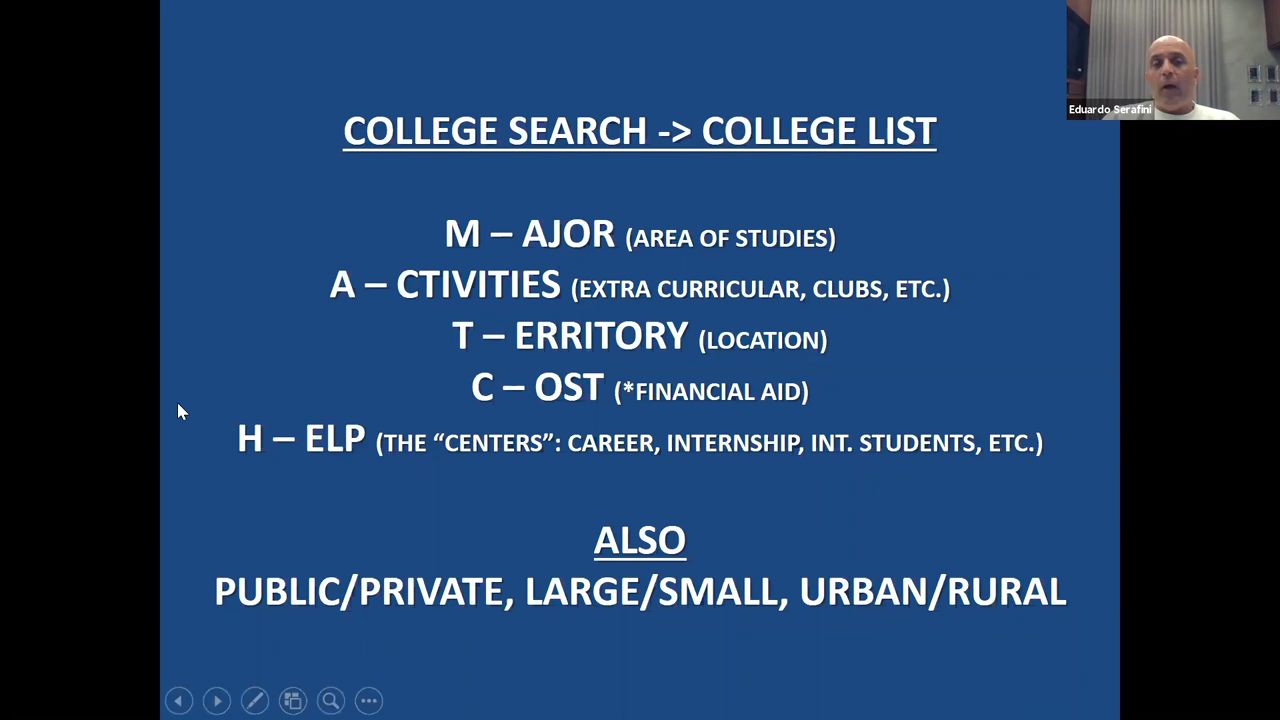 COLLEGE SEARCH -> COLLEGE LIST
M – AJOR (AREA OF STUDIES)
A – CTIVITIES (EXTRA CURRICULAR, CLUBS, ETC.)
T – ERRITORY (LOCATION)
C – OST (*FINANCIAL AID)
H – ELP (THE “CENTERS”: CAREER, INTERNSHIP, INT. STUDENTS, ETC.)
ALSO
PUBLIC/PRIVATE, LARGE/SMALL, URBAN/RURAL
Eduardo Serafini